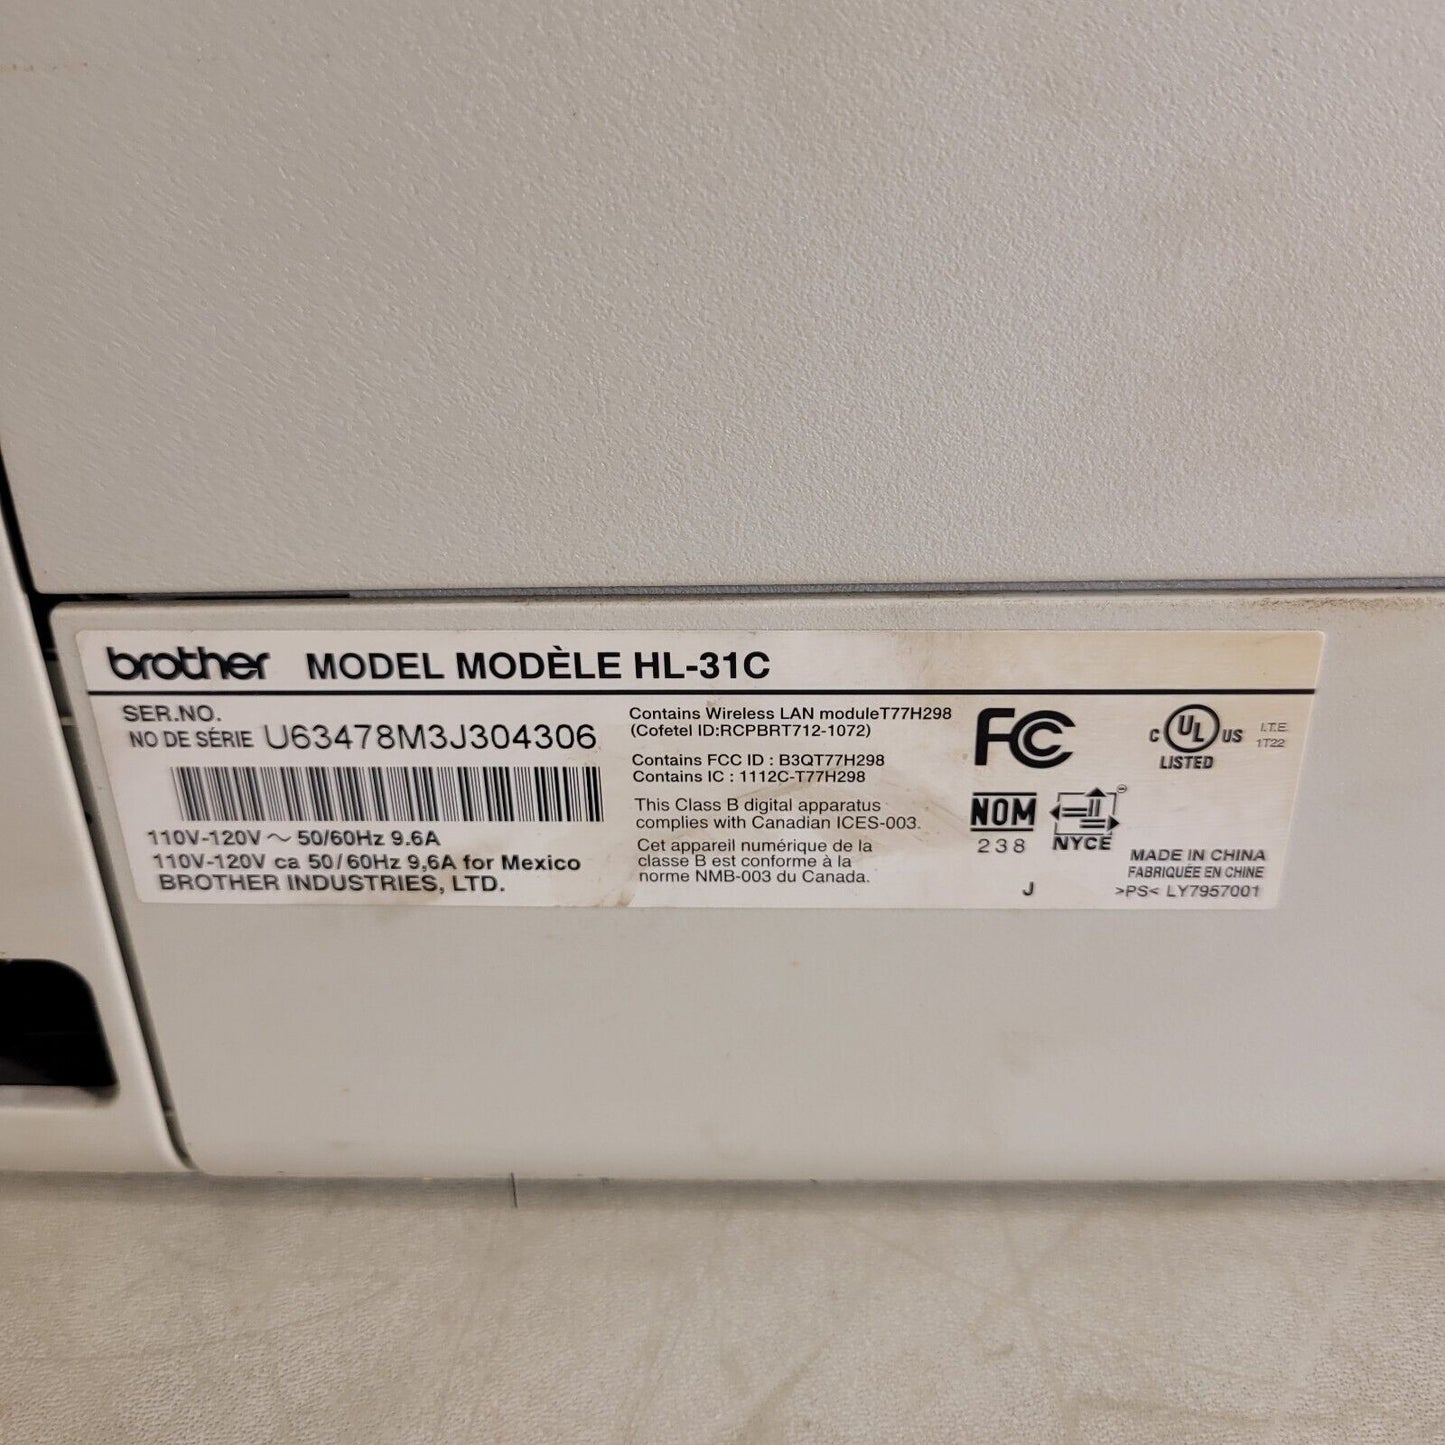 brother MODEL MODÈLE HL-31C
SER.NO.
NO DE SÉRIE U63478M3J304306
110V-120V ~ 50/60Hz 9.6A
110V-120V ca 50/60Hz 9,6A for Mexico
BROTHER INDUSTRIES, LTD.
Contains Wireless LAN moduleT77H298
(Cofetel ID:RCPBRT712-1072)
Contains FCC ID : B3QT77H298
Contains IC : 1112C-T77H298
This Class B digital apparatus
complies with Canadian ICES-003.
Cet appareil numérique de la
classe B est conforme à la
norme NMB-003 du Canada.
FC
C UL US
LISTED
I.T.E.
1T22
NOM
238
NYCE
J
MADE IN CHINA
FABRIQUÉE EN CHINE
>PS< LY7957001